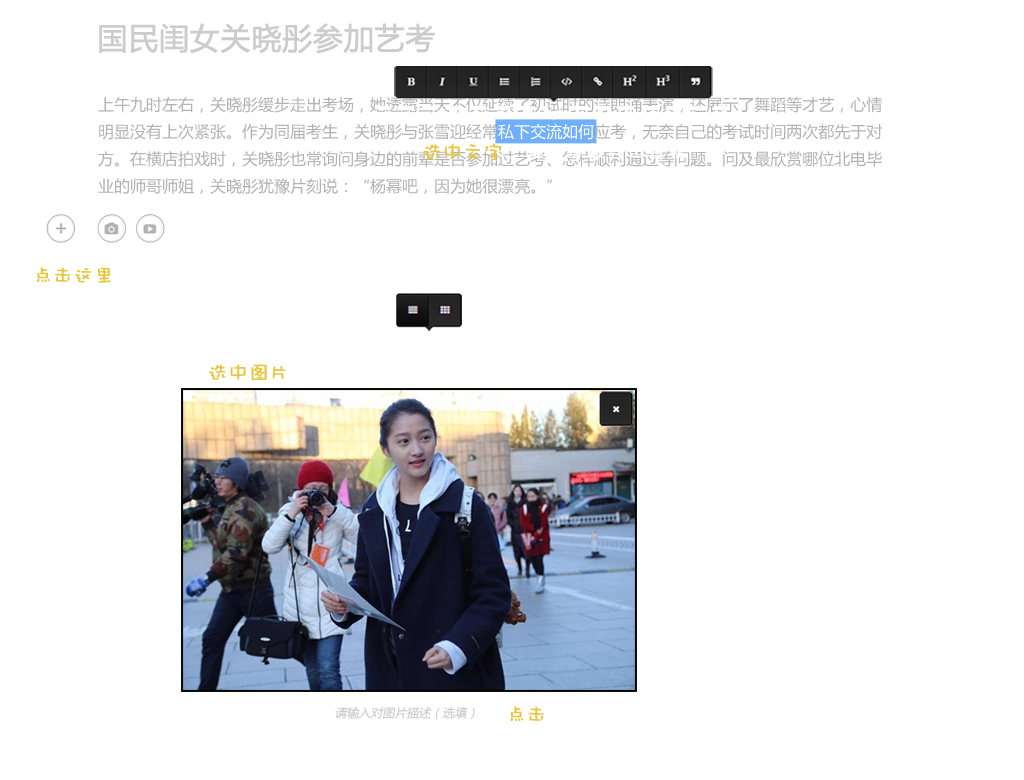 国民闺女关晓彤参加艺考
B I U H2 H3
上午九时左右，关晓彤缓步走出考场，她透露当天不仅延续了初试时的诗朗诵表演，还展示了舞蹈等才艺，心情
明显没有上次紧张。作为同届考生，关晓彤与张雪迎经常私下交流如何应考，无奈自己的考试时间两次都先于对
选中文字
方。在横店拍戏时，关晓彤也常询问身边的前辈是否参加过艺考、怎样顺利通过等问题。问及最欣赏哪位北电毕
业的师哥师姐，关晓彤犹豫片刻说：“杨幂吧，因为她很漂亮。”
点击这里
选中图片
请输入对图片描述（选填）
点击